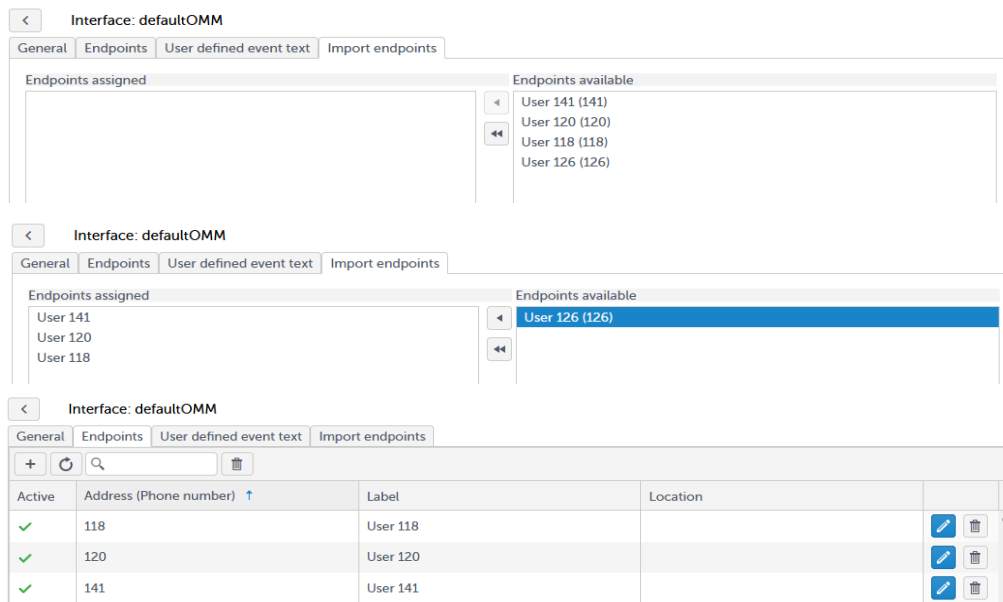 Interface: defaultOMM
General Endpoints User defined event text Import endpoints
Endpoints assigned Endpoints available
User 141 (141)
User 120 (120)
User 118 (118)
User 126 (126)
Interface: defaultOMM
General Endpoints User defined event text Import endpoints
Endpoints assigned Endpoints available
User 141 User 126 (126)
User 120
User 118
Interface: defaultOMM
General Endpoints User defined event text Import endpoints
Active Address (Phone number) Label Location
118 User 118
120 User 120
141 User 141